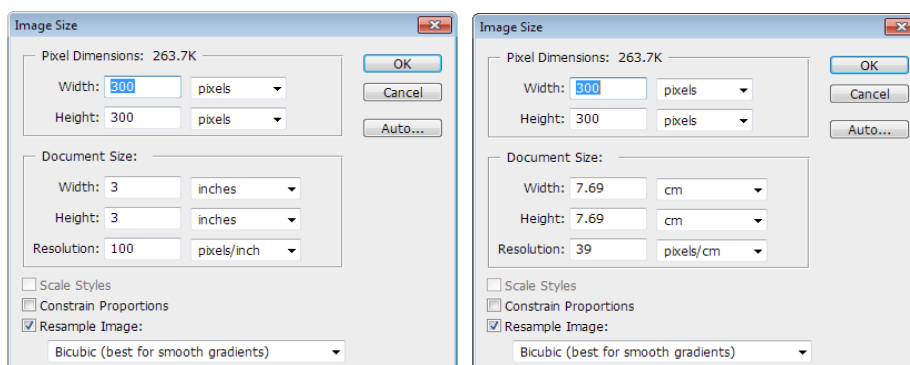 Image Size
Pixel Dimensions: 263.7K
OK
Width: 300 pixels
Cancel
Height: 300 pixels
Auto...
Document Size:
Width: 3 inches
Height: 3 inches
Resolution: 100 pixels/inch
Scale Styles
Constrain Proportions
Resample Image:
Bicubic (best for smooth gradients)
Image Size
Pixel Dimensions: 263.7K
OK
Width: 300 pixels
Cancel
Height: 300 pixels
Auto...
Document Size:
Width: 7.69 cm
Height: 7.69 cm
Resolution: 39 pixels/cm
Scale Styles
Constrain Proportions
Resample Image:
Bicubic (best for smooth gradients)